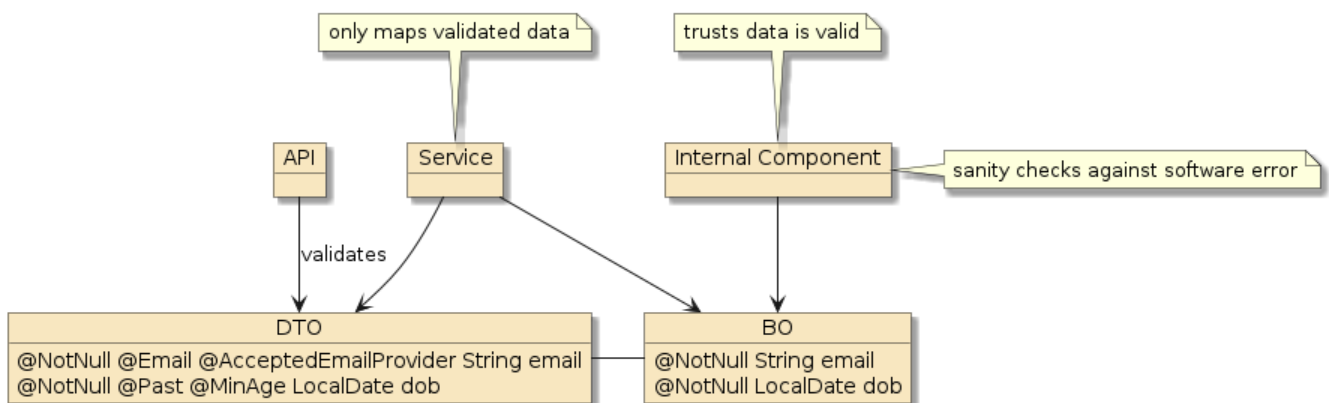 only maps validated data
trusts data is valid
API
Service
Internal Component
sanity checks against software error
validates
DTO
@NotNull @Email @AcceptedEmailProvider String email
@NotNull @Past @MinAge LocalDate dob
BO
@NotNull String email
@NotNull LocalDate dob